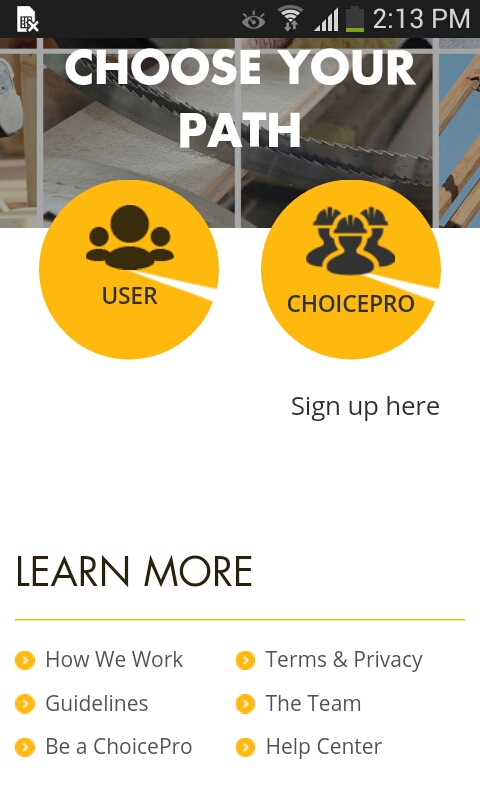 2:13 PM
CHOOSE YOUR
PATH
USER
CHOICEPRO
Sign up here
LEARN MORE
How We Work
Terms & Privacy
Guidelines
The Team
Be a ChoicePro
Help Center